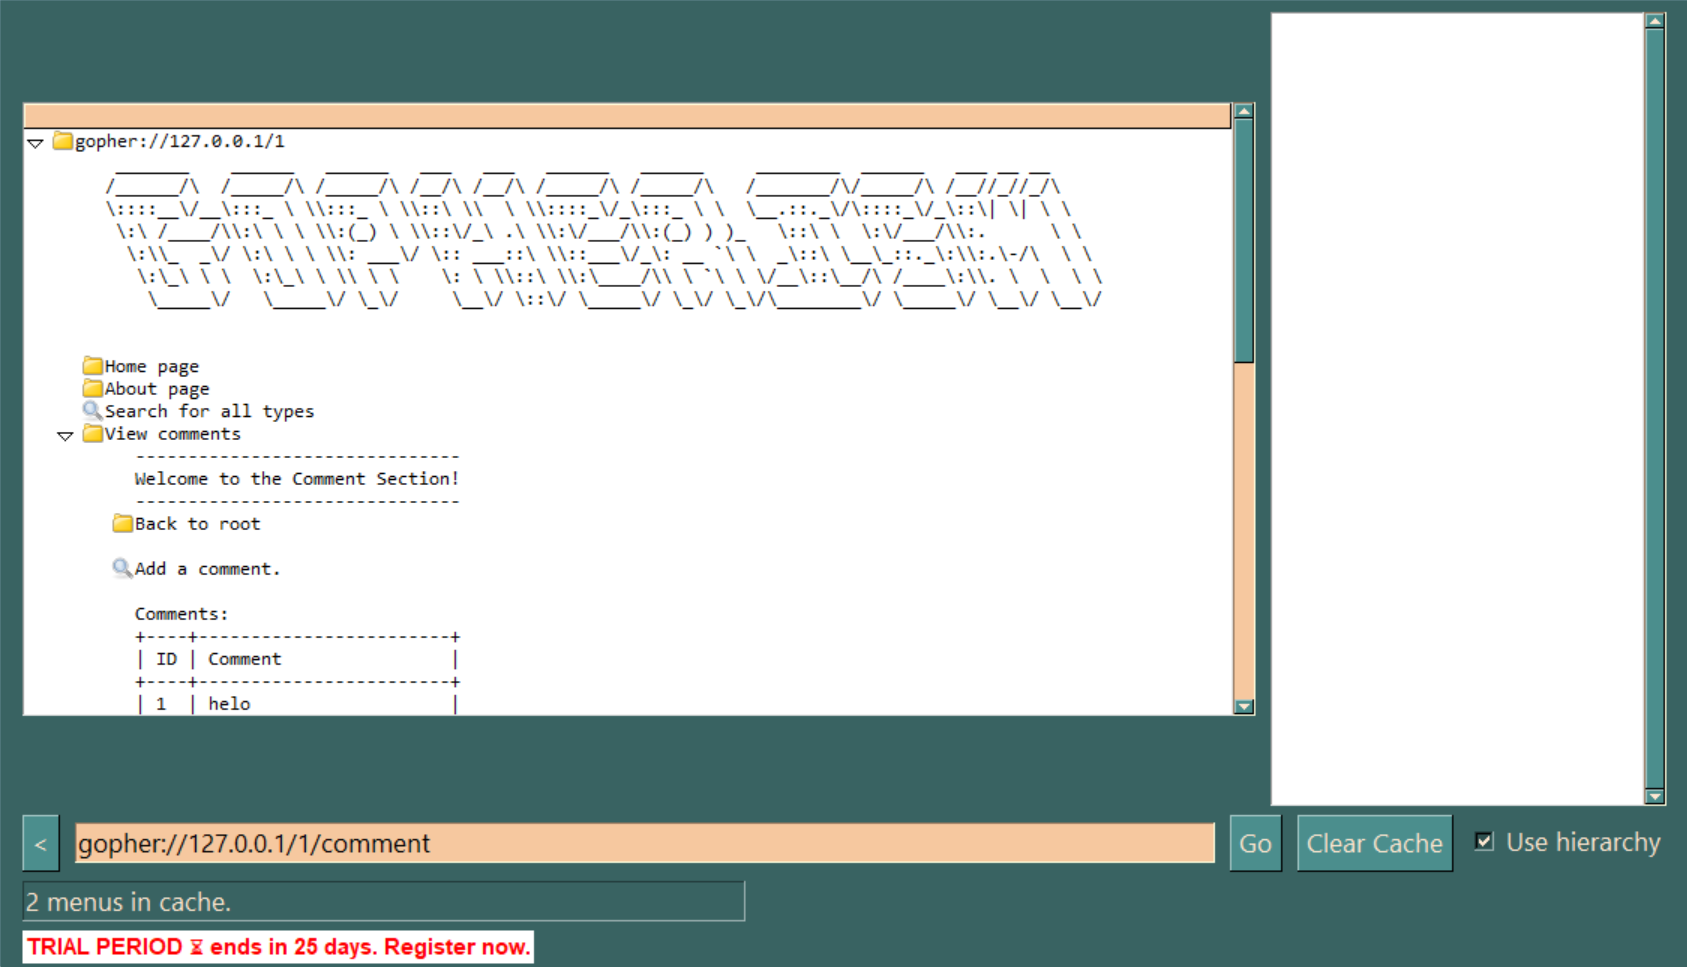 gopher://127.0.0.1/1
Home page
About page
Search for all types
View comments
-------------------------------
Welcome to the Comment Section!
-------------------------------
Back to root
Add a comment.
Comments:
+----+------------------------+
| ID | Comment                |
+----+------------------------+
| 1  | helo                   |
<
gopher://127.0.0.1/1/comment
Go
Clear Cache
Use hierarchy
2 menus in cache.
TRIAL PERIOD ⌛ ends in 25 days. Register now.